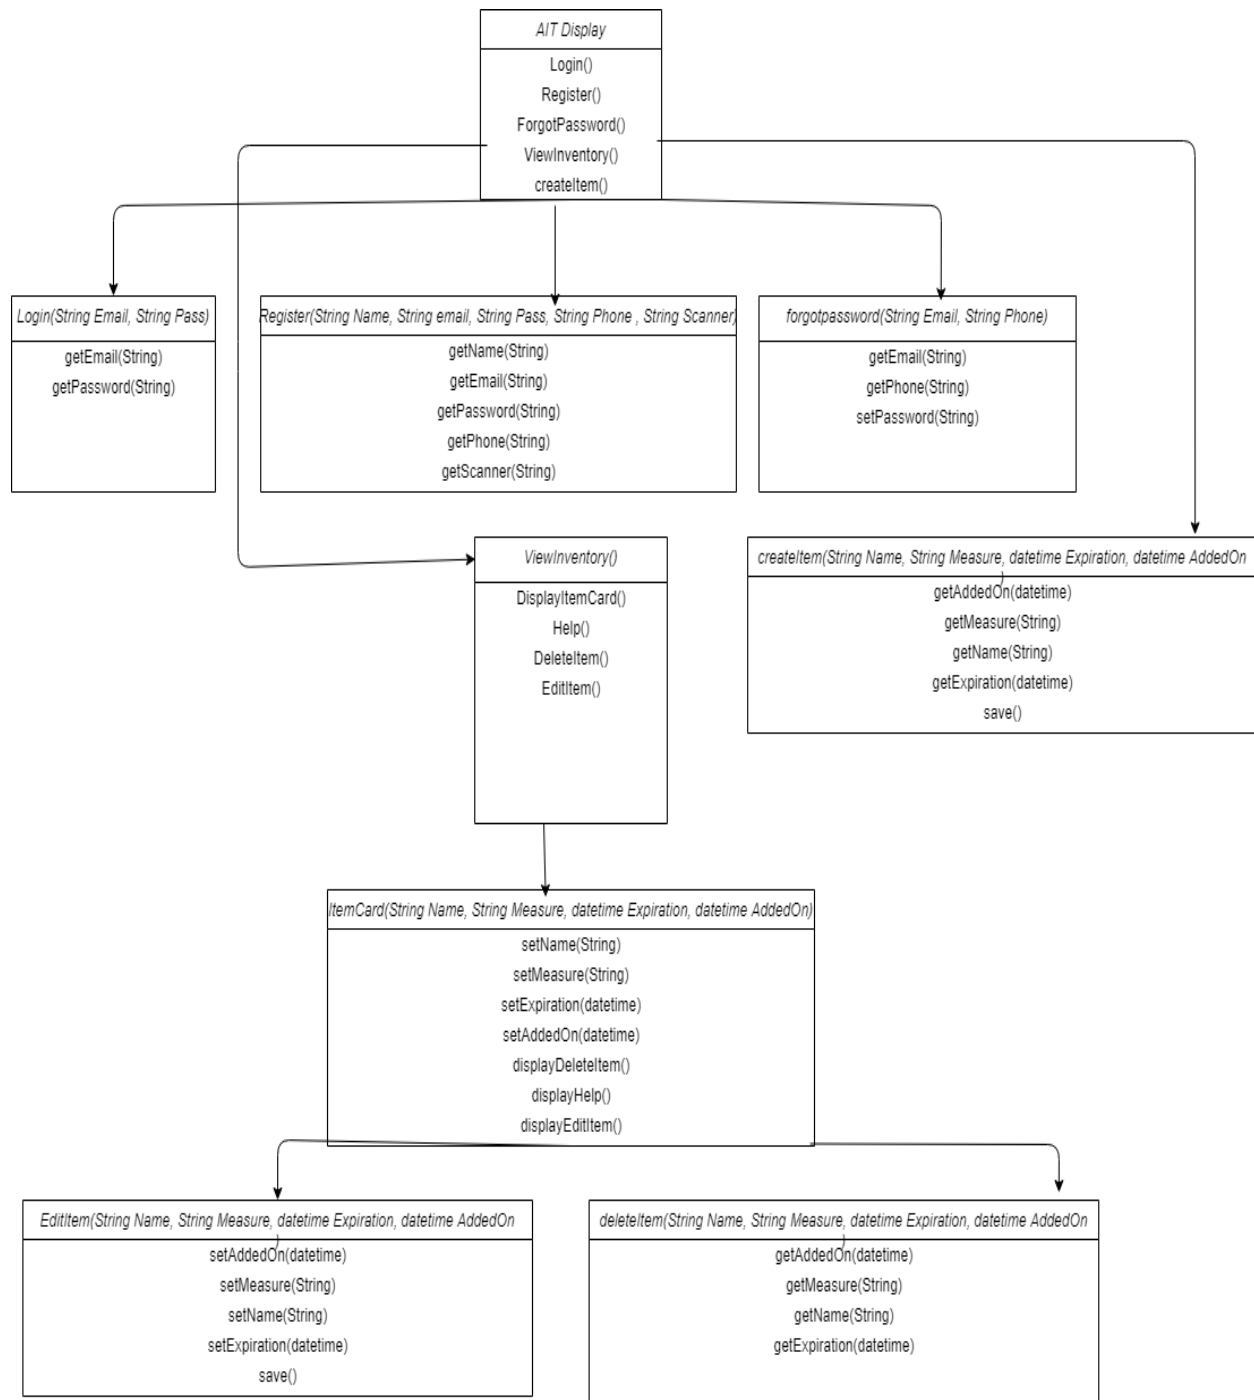 AIT Display
Login()
Register()
ForgotPassword()
ViewInventory()
createItem()
Login(String Email, String Pass)
getEmail(String)
getPassword(String)
Register(String Name, String email, String Pass, String Phone , String Scanner)
getName(String)
getEmail(String)
getPassword(String)
getPhone(String)
getScanner(String)
forgotpassword(String Email, String Phone)
getEmail(String)
getPhone(String)
setPassword(String)
ViewInventory()
DisplayItemCard()
Help()
DeleteItem()
EditItem()
createItem(String Name, String Measure, datetime Expiration, datetime AddedOn
)
getAddedOn(datetime)
getMeasure(String)
getName(String)
getExpiration(datetime)
save()
ItemCard(String Name, String Measure, datetime Expiration, datetime AddedOn)
setName(String)
setMeasure(String)
setExpiration(datetime)
setAddedOn(datetime)
displayDeleteItem()
displayHelp()
displayEditItem()
EditItem(String Name, String Measure, datetime Expiration, datetime AddedOn
)
setAddedOn(datetime)
setMeasure(String)
setName(String)
setExpiration(datetime)
save()
deleteItem(String Name, String Measure, datetime Expiration, datetime AddedOn
)
getAddedOn(datetime)
getMeasure(String)
getName(String)
getExpiration(datetime)